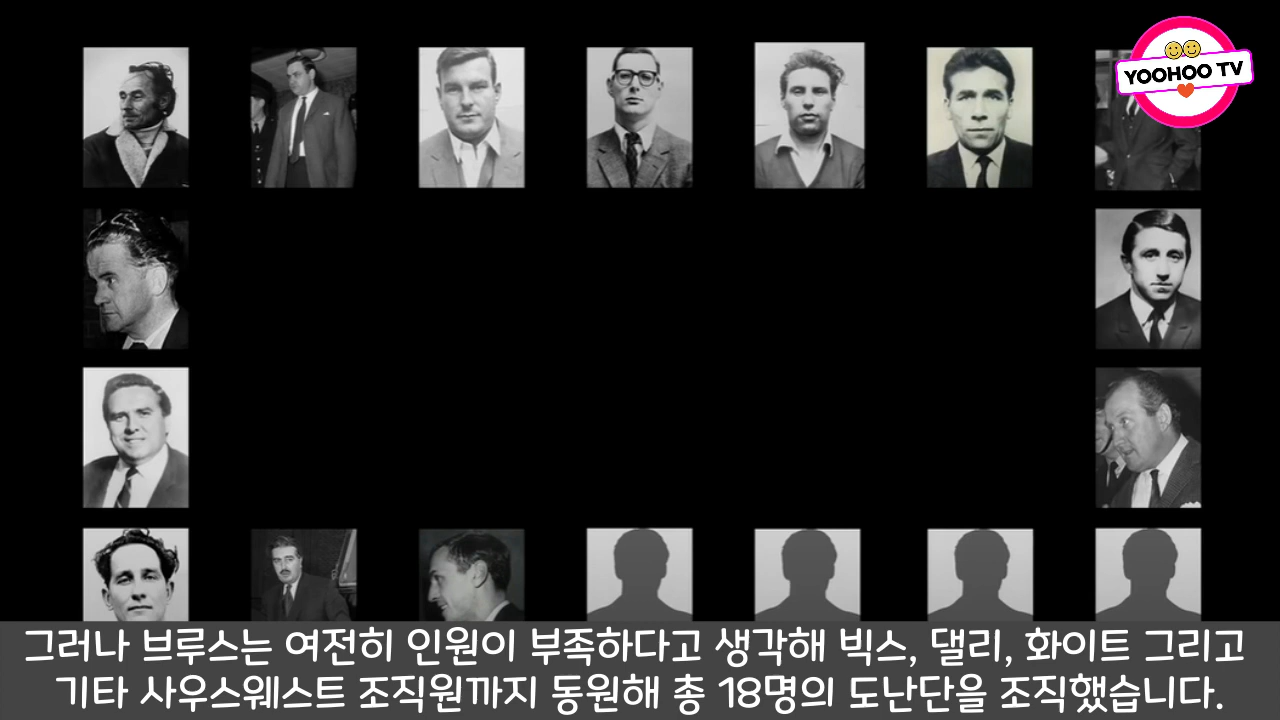 YOOHOO TV
그러나 브루스는 여전히 인원이 부족하다고 생각해 빅스, 댈리, 화이트 그리고
기타 사우스웨스트 조직원까지 동원해 총 18명의 도난단을 조직했습니다.